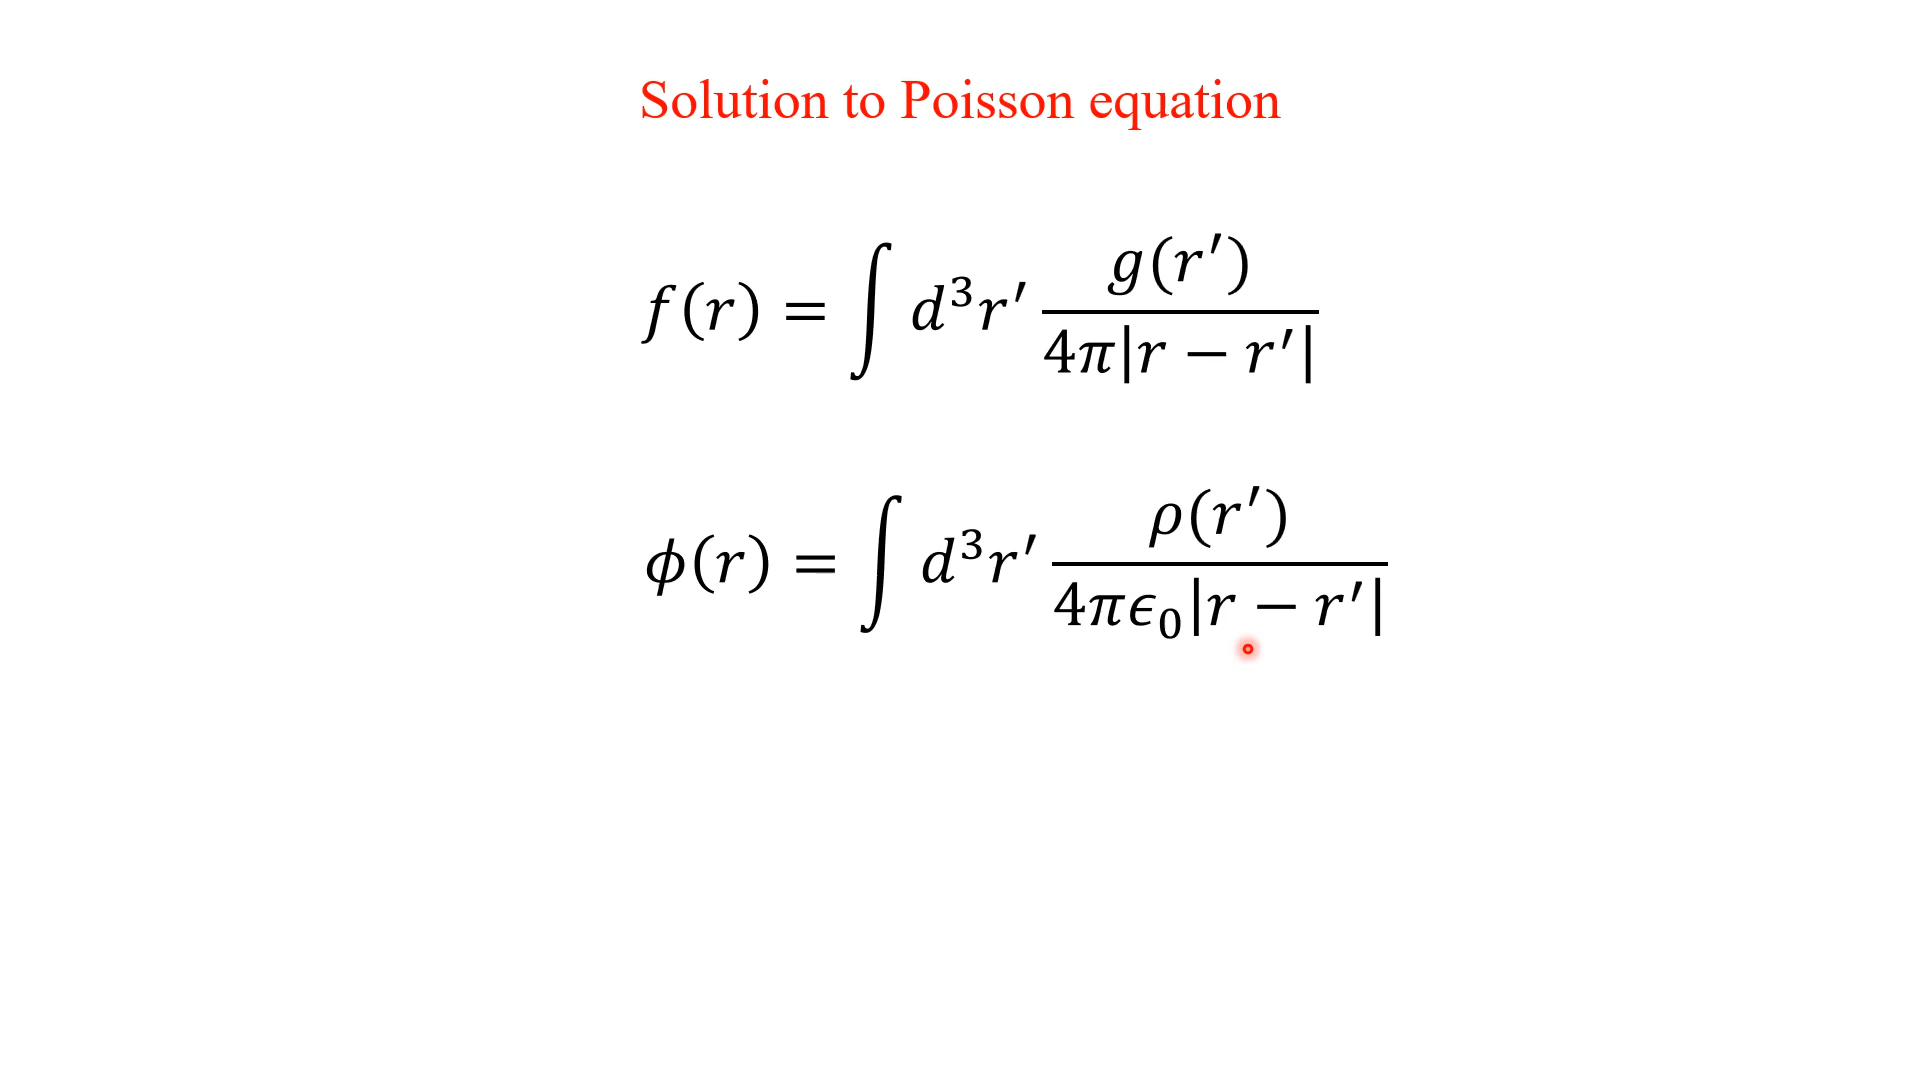 Solution to Poisson equation
f(r) = ∫ d³r′ g(r′) / 4π|r − r′|
ϕ(r) = ∫ d³r′ ρ(r′) / 4πϵ₀|r − r′|